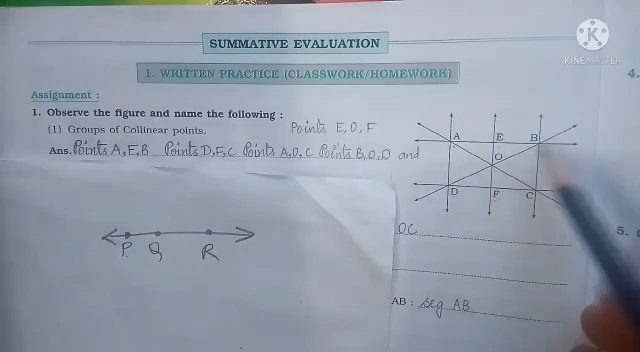 K
KINEMASTER
SUMMATIVE EVALUATION
1. WRITTEN PRACTICE (CLASSWORK/HOMEWORK)
4.
Assignment :
1. Observe the figure and name the following :
(1) Groups of Collinear points.
Points E, O, F
Ans. Points A, E, B Points D, F, C Points A, O, C Points B, O, D and
A E B
O
D F C
OC
5.
P Q R
AB : seg AB